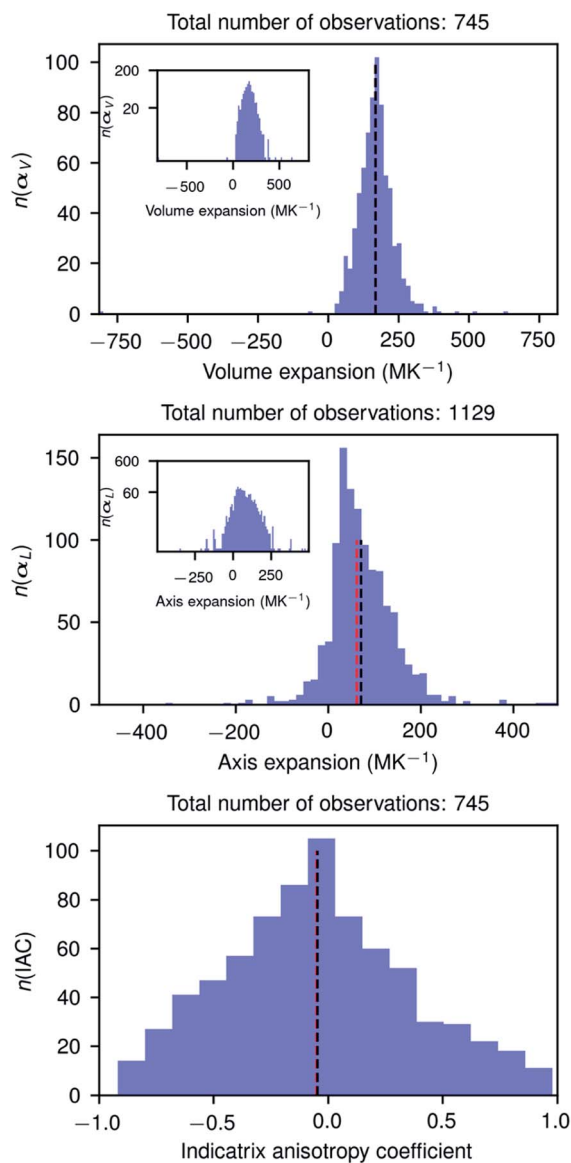 Total number of observations: 745
n(αV)
100
80
60
40
20
0
−750 −500 −250 0 250 500 750
Volume expansion (MK⁻¹)
n(αV)
200
20
−500 0 500
Volume expansion (MK⁻¹)
Total number of observations: 1129
n(αL)
150
100
50
0
−400 −200 0 200 400
Axis expansion (MK⁻¹)
n(αL)
600
60
−250 0 250
Axis expansion (MK⁻¹)
Total number of observations: 745
n(IAC)
100
80
60
40
20
0
−1.0 −0.5 0.0 0.5 1.0
Indicatrix anisotropy coefficient